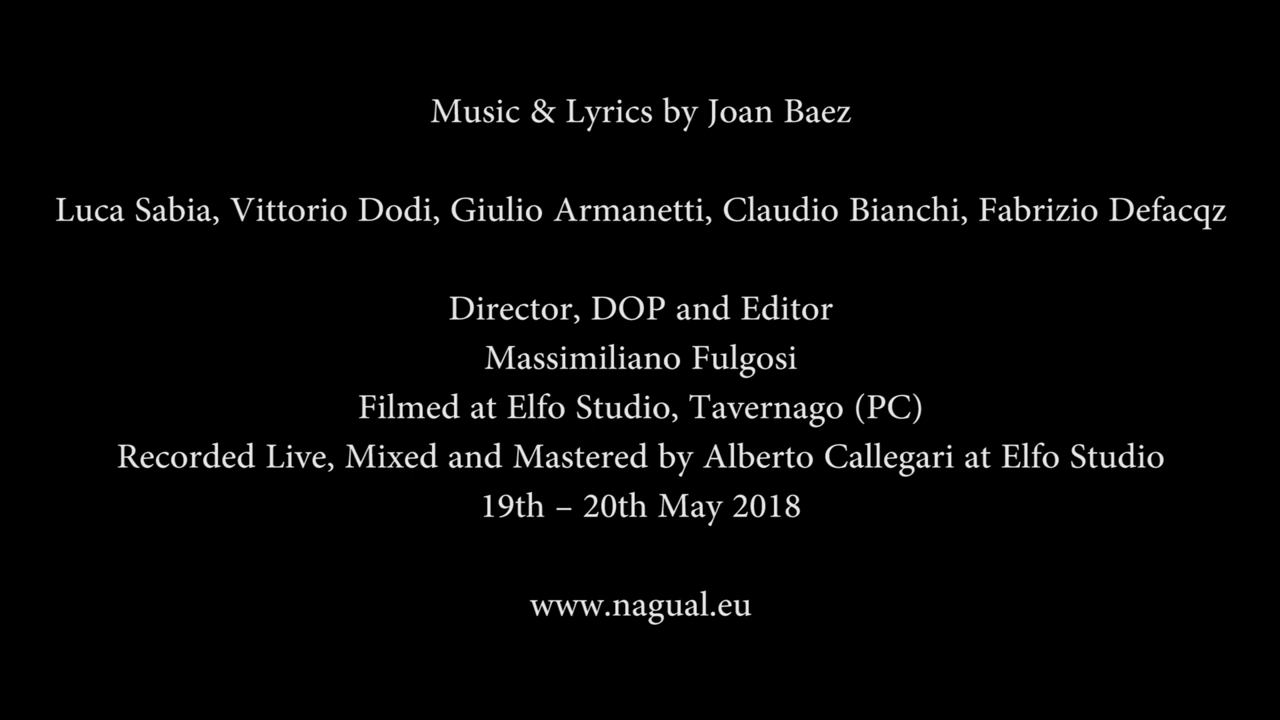 Music & Lyrics by Joan Baez
Luca Sabia, Vittorio Dodi, Giulio Armanetti, Claudio Bianchi, Fabrizio Defacqz
Director, DOP and Editor
Massimiliano Fulgosi
Filmed at Elfo Studio, Tavernago (PC)
Recorded Live, Mixed and Mastered by Alberto Callegari at Elfo Studio
19th – 20th May 2018
www.nagual.eu